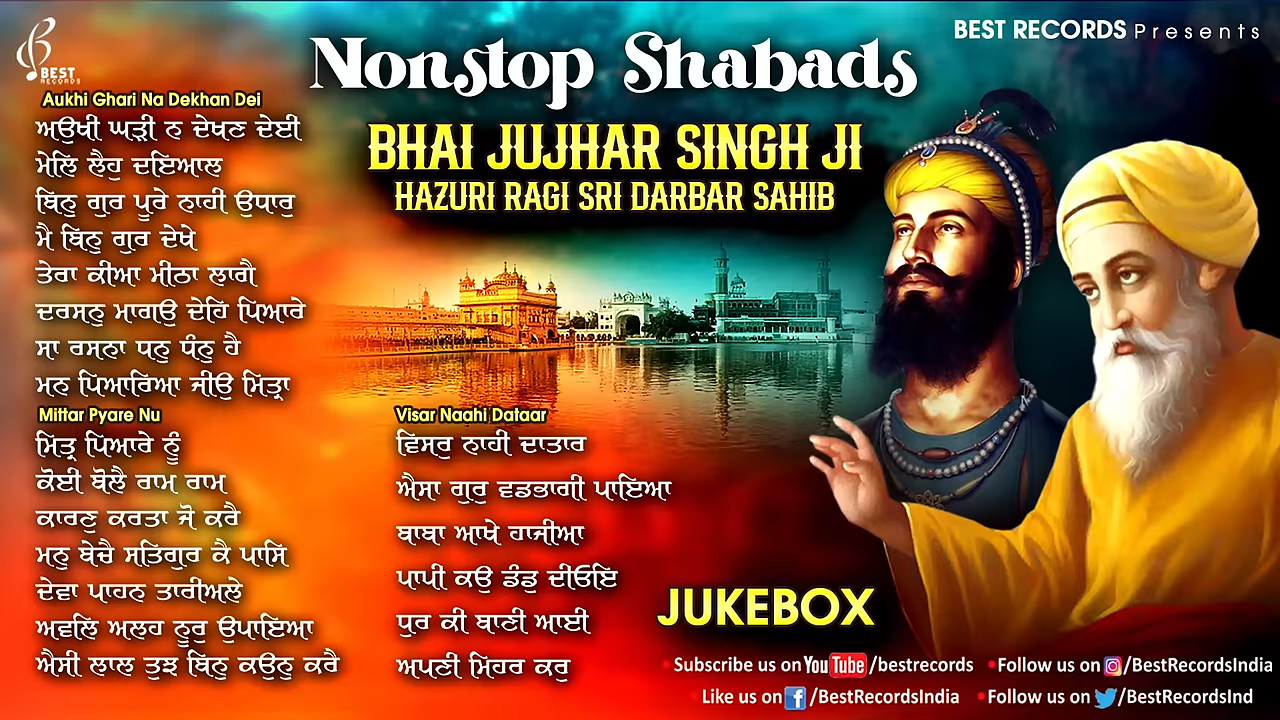 BEST RECORDS
BEST RECORDS Presents
Nonstop Shabads
BHAI JUJHAR SINGH JI
HAZURI RAGI SRI DARBAR SAHIB
Aukhi Ghari Na Dekhan Dei
ਅਉਖੀ ਘੜੀ ਨ ਦੇਖਣ ਦੇਈ
ਮੇਲਿ ਲੈਹੁ ਦਇਆਲ
ਬਿਨੁ ਗੁਰ ਪੂਰੇ ਨਾਹੀ ਉਧਾਰੁ
ਮੈ ਬਿਨੁ ਗੁਰ ਦੇਖੇ
ਤੇਰਾ ਕੀਆ ਮੀਠਾ ਲਾਗੈ
ਦਰਸਨੁ ਮਾਗਉ ਦੇਹਿ ਪਿਆਰੇ
ਸਾ ਰਸਨਾ ਧਨੁ ਧੰਨੁ ਹੈ
ਮਨ ਪਿਆਰਿਆ ਜੀਉ ਮਿਤ੍ਰਾ
Mittar Pyare Nu
ਮਿਤ੍ਰ ਪਿਆਰੇ ਨੂੰ
ਕੋਈ ਬੋਲੈ ਰਾਮ ਰਾਮ
ਕਾਰਣੁ ਕਰਤਾ ਜੋ ਕਰੈ
ਮਨੁ ਬੇਚੈ ਸਤਿਗੁਰ ਕੈ ਪਾਸਿ
ਦੇਵਾ ਪਾਹਨ ਤਾਰੀਅਲੇ
ਅਵਲਿ ਅਲਹ ਨੂਰੁ ਉਪਾਇਆ
ਐਸੀ ਲਾਲ ਤੁਝ ਬਿਨੁ ਕਉਨੁ ਕਰੈ
Visar Naahi Dataar
ਵਿਸਰੁ ਨਾਹੀ ਦਾਤਾਰ
ਐਸਾ ਗੁਰੁ ਵਡਭਾਗੀ ਪਾਇਆ
ਬਾਬਾ ਆਖੇ ਹਾਜੀਆ
ਪਾਪੀ ਕਉ ਡੰਡੁ ਦੀਓਇ
ਧੁਰ ਕੀ ਬਾਣੀ ਆਈ
ਅਪਣੀ ਮਿਹਰ ਕਰੁ
JUKEBOX
• Subscribe us on YouTube/bestrecords • Follow us on /BestRecordsIndia
• Like us on f/BestRecordsIndia • Follow us on /BestRecordsInd